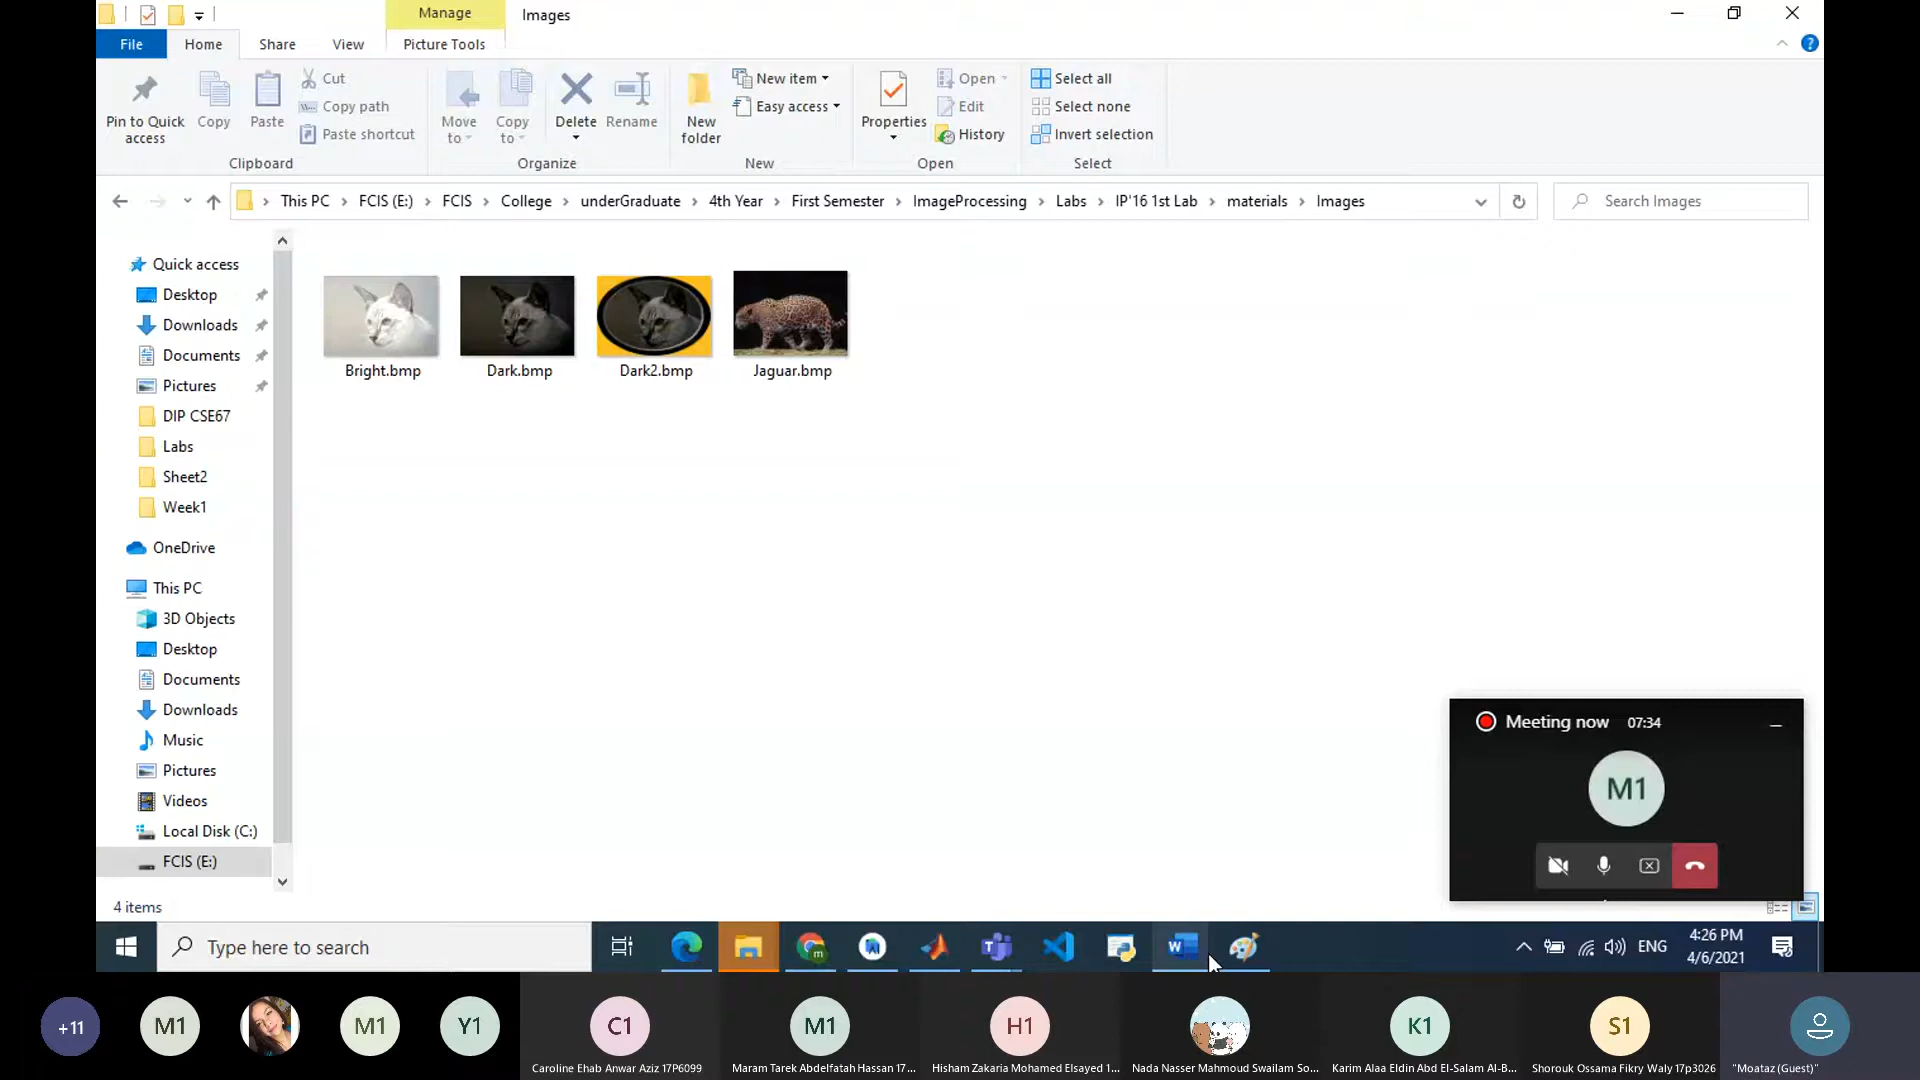 Manage
Images
File
Home
Share
View
Picture Tools
Pin to Quick access
Copy
Paste
Cut
Copy path
Paste shortcut
Clipboard
Move to
Copy to
Delete
Rename
Organize
New folder
New item
Easy access
New
Properties
Open
Edit
History
Open
Select all
Select none
Invert selection
Select
This PC > FCIS (E:) > FCIS > College > underGraduate > 4th Year > First Semester > ImageProcessing > Labs > IP'16 1st Lab > materials > Images
Search Images
Quick access
Desktop
Downloads
Documents
Pictures
DIP CSE67
Labs
Sheet2
Week1
OneDrive
This PC
3D Objects
Desktop
Documents
Downloads
Music
Pictures
Videos
Local Disk (C:)
FCIS (E:)
Bright.bmp
Dark.bmp
Dark2.bmp
Jaguar.bmp
Meeting now 07:34
M1
4 items
Type here to search
ENG
4:26 PM
4/6/2021
+11
M1
M1
Y1
C1
M1
H1
K1
S1
Caroline Ehab Anwar Aziz 17P6099
Maram Tarek Abdelfatah Hassan 17...
Hisham Zakaria Mohamed Elsayed 1...
Nada Nasser Mahmoud Swailam So...
Karim Alaa Eldin Abd El-Salam Al-B...
Shorouk Ossama Fikry Waly 17p3026
"Moataz (Guest)"